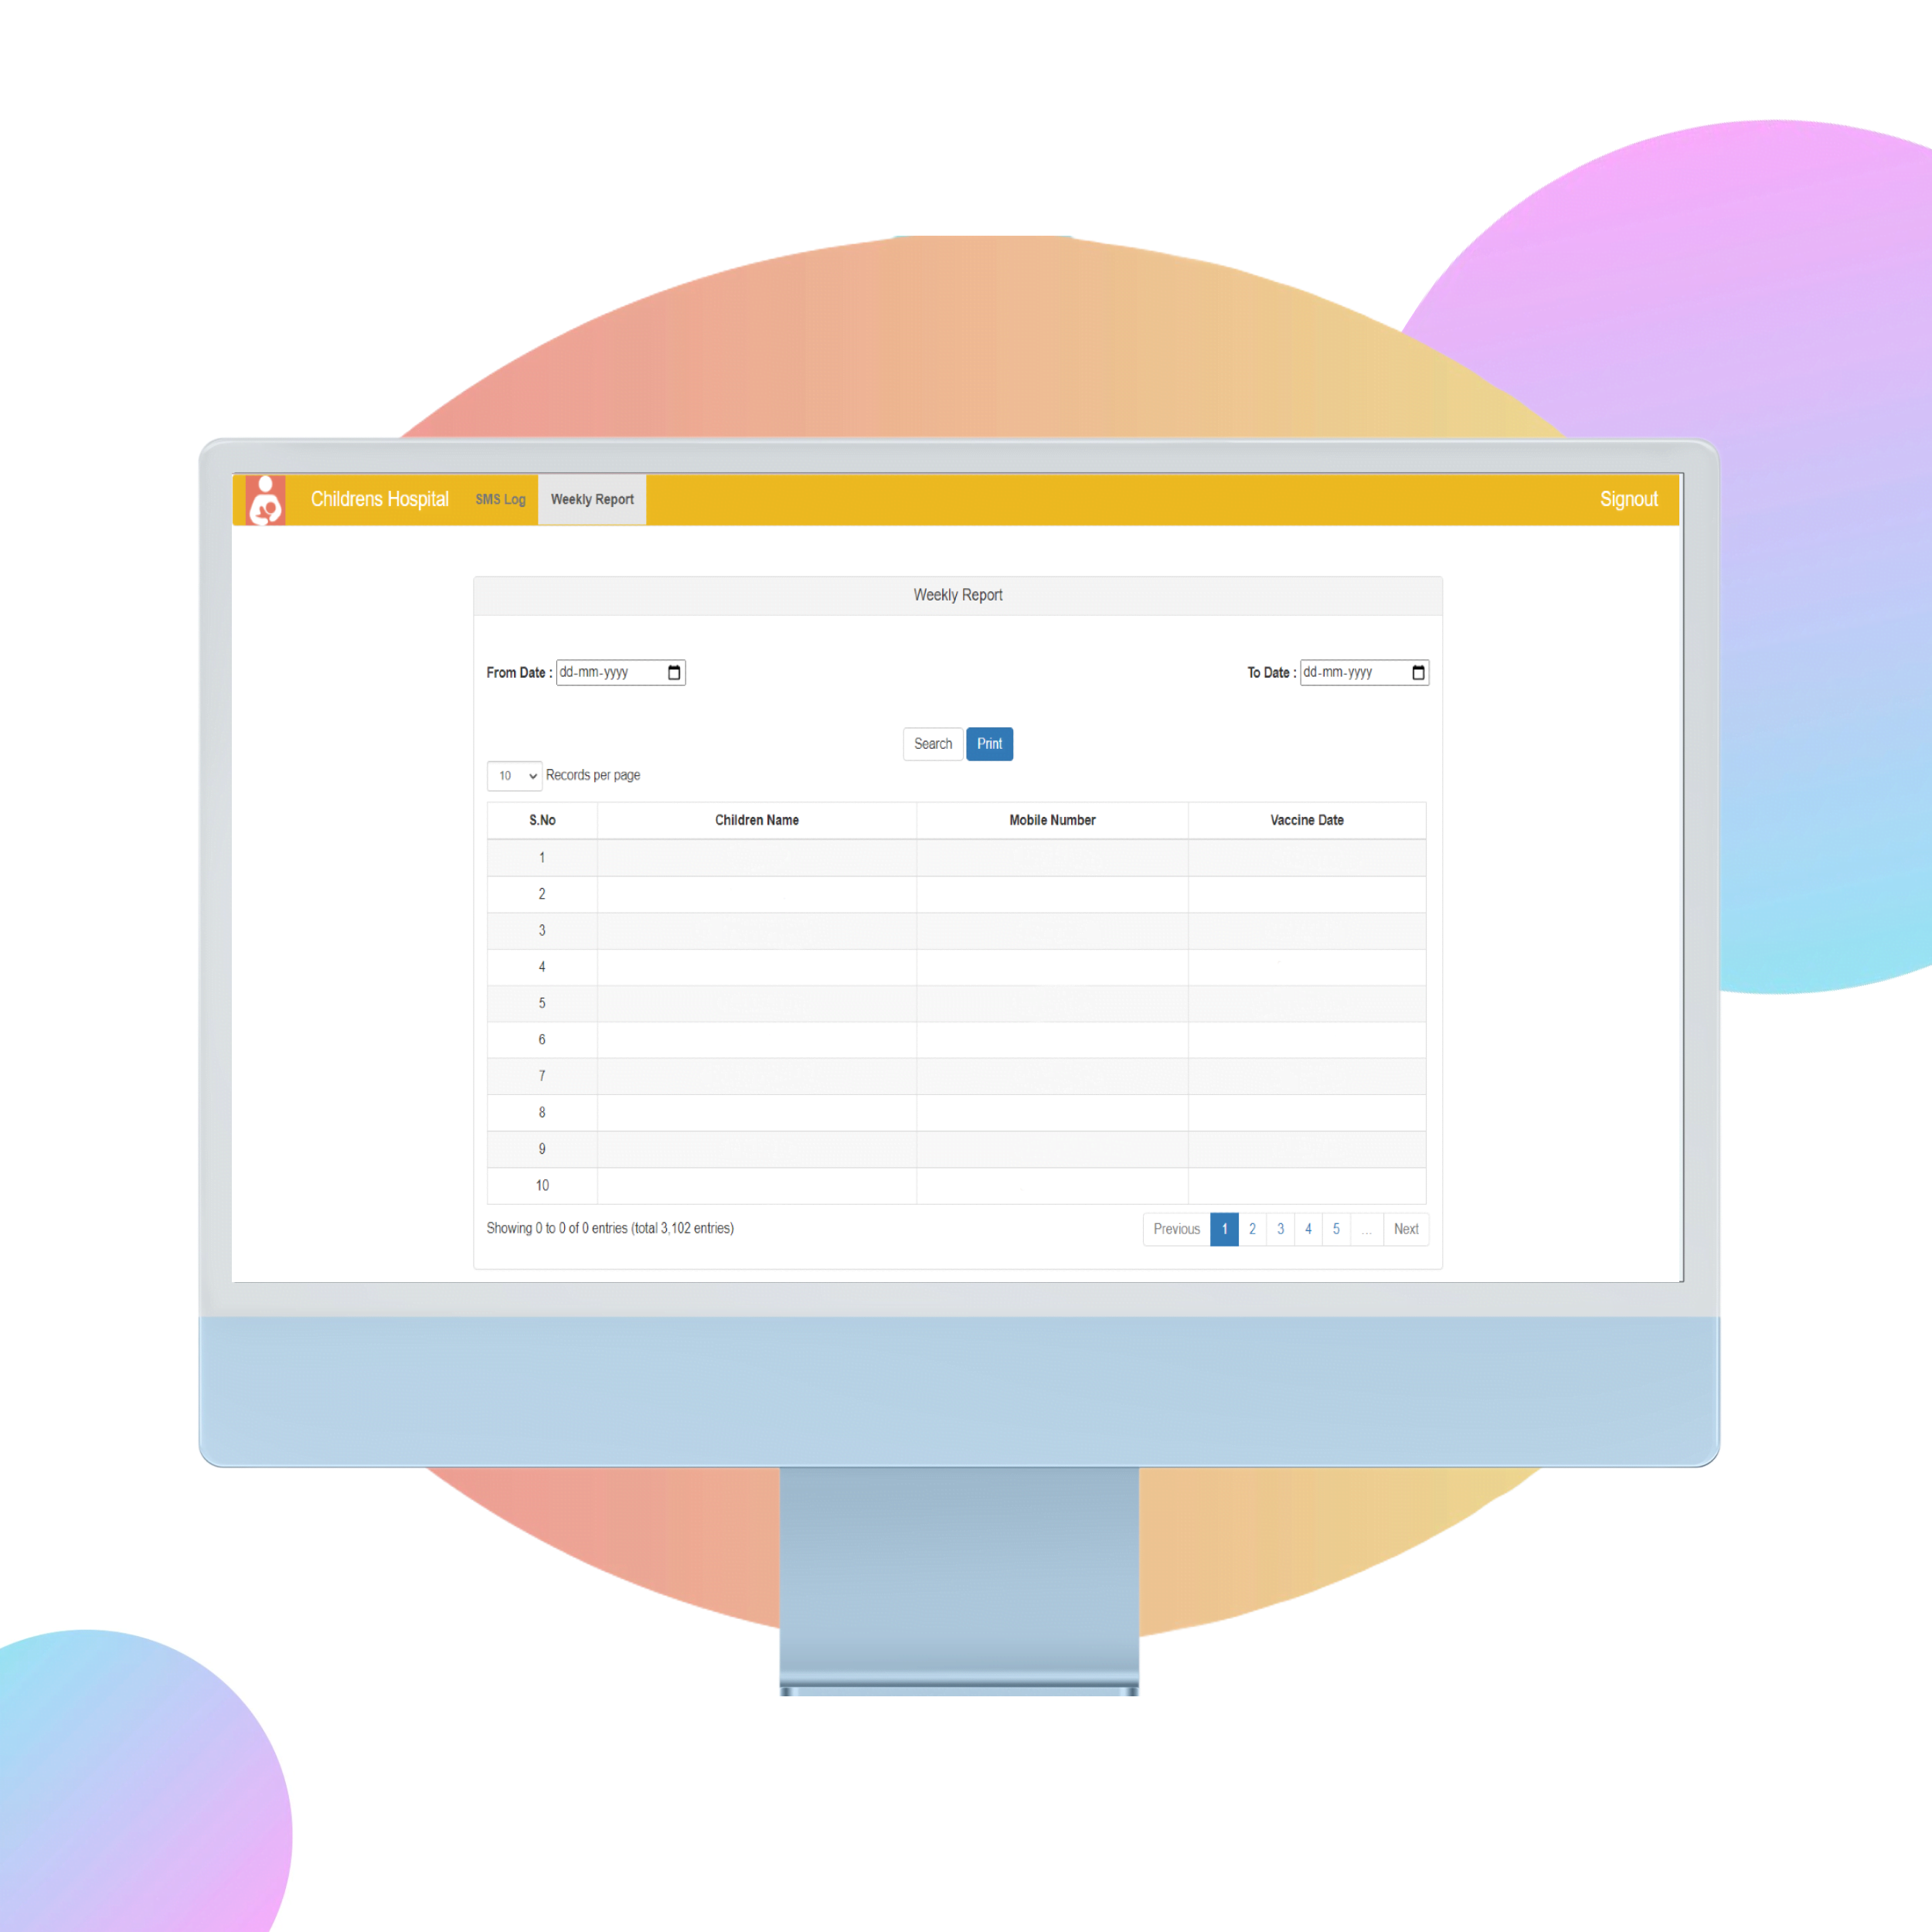 Childrens Hospital SMS Log Weekly Report Signout
Weekly Report
From Date : dd-mm-yyyy To Date : dd-mm-yyyy
Search Print
10 Records per page
S.No Children Name Mobile Number Vaccine Date
1
2
3
4
5
6
7
8
9
10
Showing 0 to 0 of 0 entries (total 3,102 entries) Previous 1 2 3 4 5 ... Next